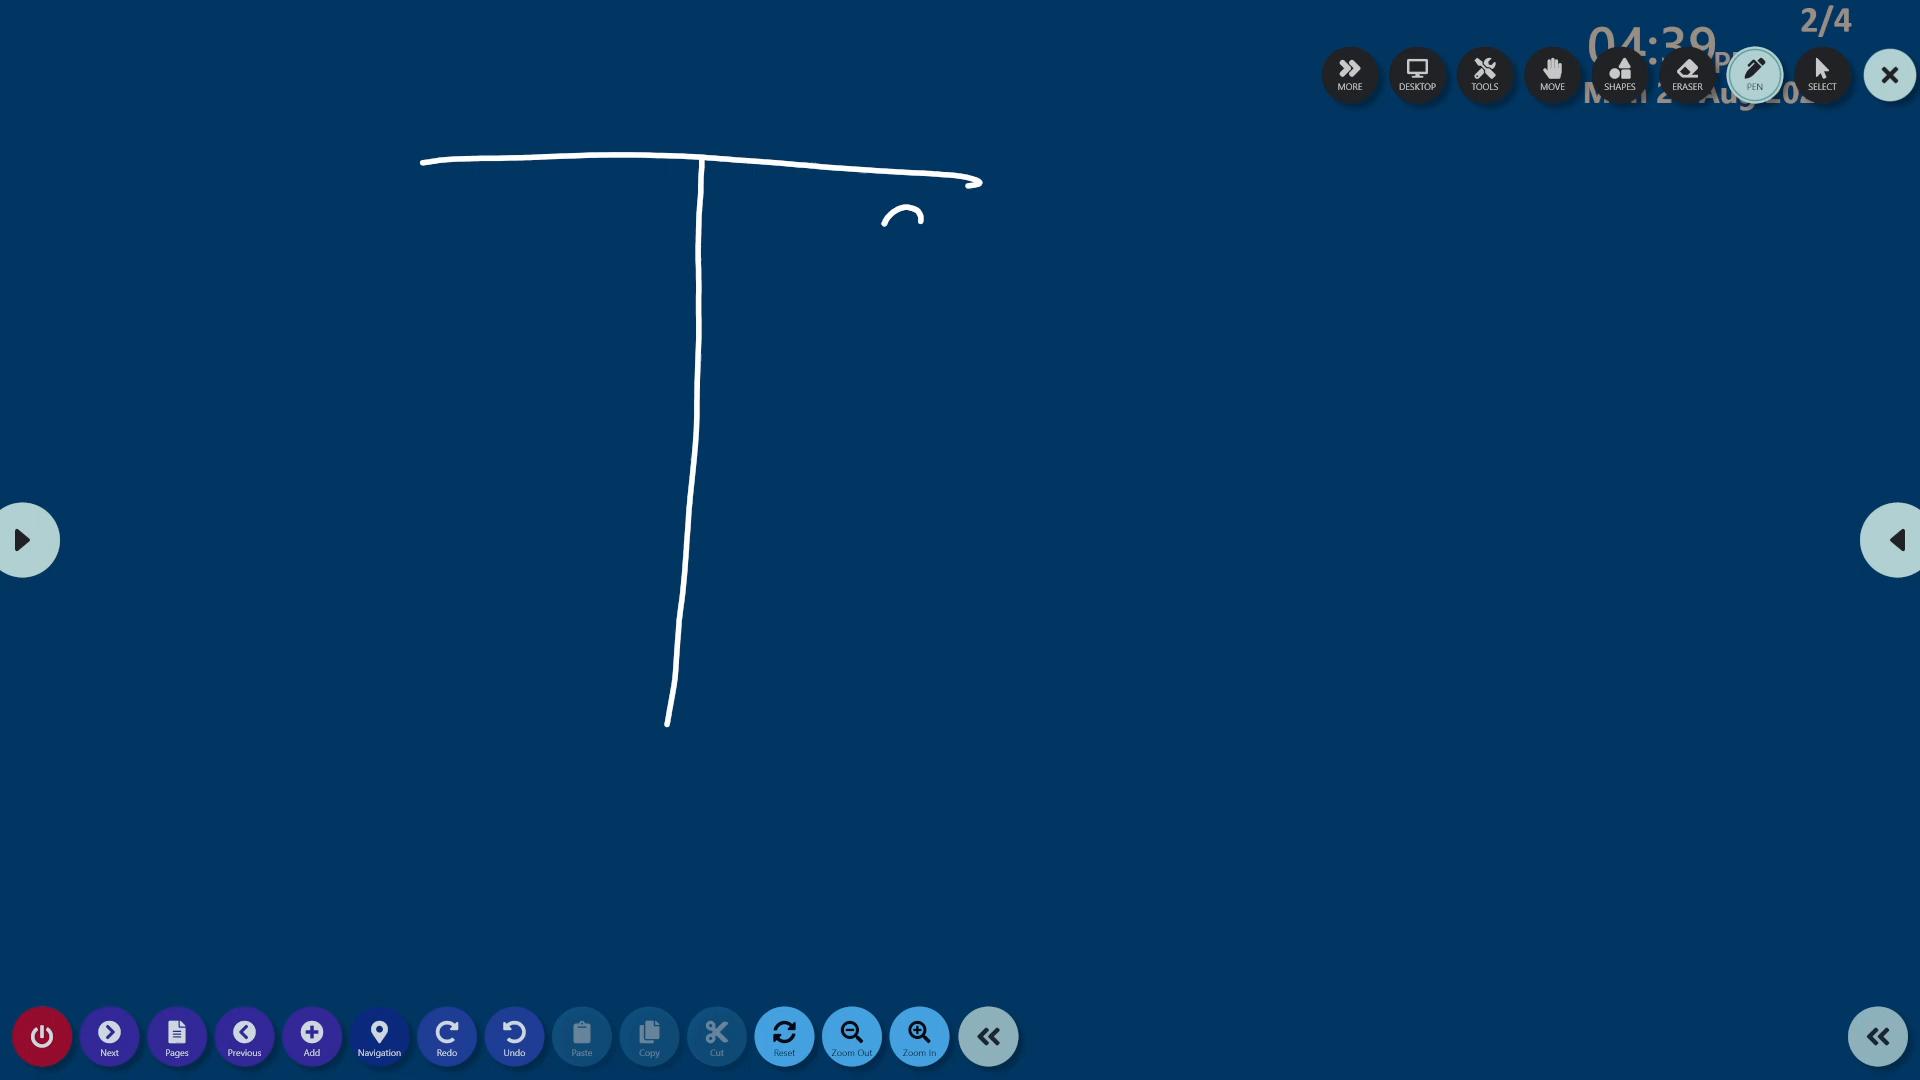 2/4
04:39
MORE
DESKTOP
TOOLS
MOVE
SHAPES
ERASER
PEN
SELECT
Next
Pages
Previous
Add
Navigation
Redo
Undo
Paste
Copy
Cut
Reset
Zoom Out
Zoom In